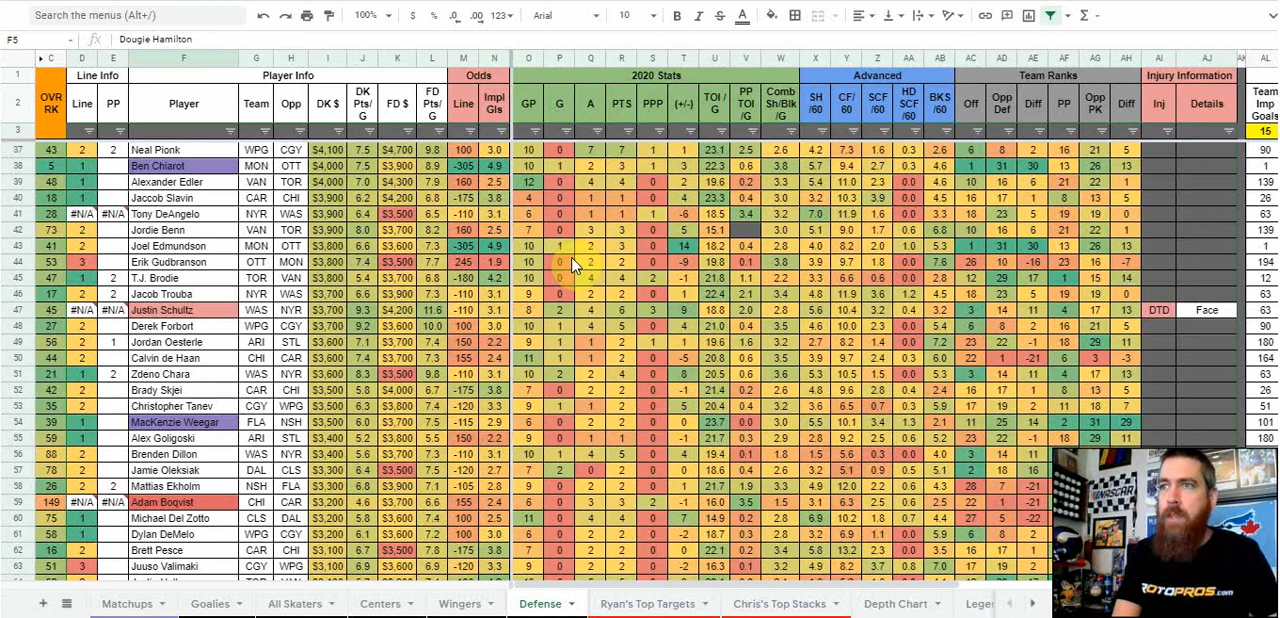 Search the menus (Alt+/) 100% $ % .0 .00 123 Arial 10 B I S A Σ
F5 fx Dougie Hamilton
C D E F G H I J K L M N O P Q R S T U V W X Y Z AA AB AC AD AE AF AG AH AI AJ AL
1 OVR RK Line Info Player Info Odds 2020 Stats Advanced Team Ranks Injury Information Team Imp Goals
2 Line PP Player Team Opp DK $ DK Pts/ G FD $ FD Pts/ G Line Impl Gls GP G A PTS PPP (+/-) TOI / G PP TOI /G Comb Sh/Blk /G SH /60 CF/ 60 SCF /60 HD SCF /60 BKS /60 Off Opp Def Diff PP Opp PK Diff Inj Details
3 15
37 43 2 2 Neal Pionk WPG CGY $4,100 7.5 $4,700 9.8 100 3.0 10 0 7 7 1 1 23.1 2.5 2.6 4.2 7.3 1.6 0.3 2.6 6 8 2 16 21 5 90
38 5 1 Ben Chiarot MON OTT $4,000 7.5 $3,900 9.1 -305 4.9 10 1 2 3 1 3 22.3 0.6 3.8 5.7 9.4 2.7 0.3 4.6 1 31 30 13 26 13 1
39 48 1 Alexander Edler VAN TOR $4,000 7.0 $4,300 7.9 160 2.5 12 0 4 4 0 2 19.6 0.2 3.3 5.4 11.0 2.3 0.0 4.6 10 16 6 21 22 1 139
40 18 1 Jaccob Slavin CAR CHI $3,900 6.2 $4,200 6.8 -175 3.8 4 0 1 1 0 4 23.3 0.4 3.3 3.2 10.3 3.9 0.0 5.2 16 17 1 8 13 5 26
41 28 #N/A #N/A Tony DeAngelo NYR WAS $3,900 5.0 $3,500 6.5 -110 3.1 6 0 1 1 1 -6 18.5 3.4 2.2 7.0 11.9 1.6 0.0 0.0 18 23 5 19 19 0 63
42 73 2 Jordie Benn VAN TOR $3,900 8.0 $3,700 8.7 160 2.5 7 0 3 3 0 5 15.1 3.0 5.1 9.0 1.7 0.6 6.8 10 16 6 21 22 1 139
43 41 2 Joel Edmundson MON OTT $3,800 6.6 $3,600 7.3 -305 4.9 10 1 2 3 0 14 18.2 0.4 2.8 4.0 8.2 2.0 1.0 5.3 1 31 30 13 26 13 1
44 53 3 Erik Gudbranson OTT MON $3,800 7.4 $3,500 8.2 245 1.9 10 0 2 2 0 -9 19.8 0.1 3.8 3.9 9.7 4.0 0.3 7.6 26 10 -16 23 16 -7 194
45 47 1 2 T.J. Brodie TOR VAN $3,800 5.4 $3,700 6.7 -180 4.2 10 0 4 4 2 -1 21.8 1.1 2.2 3.3 6.6 0.6 0.0 2.8 12 29 17 1 15 14 12
46 17 2 2 Jacob Trouba NYR WAS $3,700 6.5 $3,900 7.3 -110 3.1 9 0 2 2 0 1 22.4 2.1 3.4 4.8 11.9 3.6 1.2 4.5 18 23 5 19 19 0 63
47 45 #N/A #N/A Justin Schultz WAS NYR $3,700 9.3 $4,200 11.6 -110 3.0 8 2 4 6 3 9 18.8 2.0 2.8 5.6 10.4 3.2 0.0 3.6 3 14 11 4 17 13 DTD Face 63
48 27 2 Derek Forbort WPG CGY $3,700 9.2 $3,600 10.0 100 3.0 10 1 4 5 0 4 21.0 0.4 3.4 4.6 10.0 2.3 0.0 5.4 6 8 2 16 21 5 90
49 56 2 1 Jordan Oesterle ARI STL $3,700 6.0 $3,600 7.1 150 2.2 9 1 1 2 1 1 19.6 1.6 3.2 2.7 8.2 1.4 0.3 7.1 23 22 -1 18 29 11 180
50 44 2 Calvin de Haan CHI CAR $3,700 7.4 $3,500 7.8 155 2.4 11 1 1 2 0 -5 20.8 0.6 3.4 3.9 9.7 2.4 0.3 6.0 22 1 -21 6 3 -3 164
51 21 1 2 Zdeno Chara WAS NYR $3,600 7.4 $3,900 8.7 -110 3.0 10 2 2 4 0 8 20.5 0.6 3.6 5.3 10.5 1.5 0.0 5.9 3 14 11 4 17 13 63
52 42 2 Brady Skjei CAR CHI $3,600 5.8 $4,000 6.7 -175 3.8 7 0 2 2 0 -1 21.4 0.2 2.6 4.8 9.6 2.8 0.4 2.4 16 17 1 8 13 5 26
53 35 2 Christopher Tanev CGY WPG $3,500 6.3 $3,800 7.4 -120 3.3 9 1 1 2 0 5 20.4 0.4 2.9 3.6 6.5 0.7 0.3 5.9 17 19 2 11 18 7 51
54 39 1 MacKenzie Weegar FLA NSH $3,500 6.7 $3,700 7.5 -115 2.9 6 0 2 2 0 4 23.7 0.0 3.3 5.5 10.1 2.4 0.4 2.9 11 25 14 2 31 29 101
55 59 1 Alex Goligoski ARI STL $3,400 5.2 $3,800 5.5 150 2.2 9 0 1 1 0 -1 21.7 0.3 2.9 2.8 9.2 2.5 0.6 5.2 23 22 -1 18 29 11 180
56 88 2 Brenden Dillon WAS NYR $3,400 7.3 $3,600 8.4 -110 3.0 10 1 4 5 0 4 19.4 0.1 1.8 3.4 9.6 2.5 0.9 2.2 3 14 11
57 78 2 Jamie Oleksiak DAL CLS $3,300 6.4 $3,500 7.7 -120 2.7 7 2 0 2 0 0 18.6 0.4 2.6 3.2 5.1 0.9 0.5 5.1 2 5 3
58 26 2 2 Mattias Ekholm NSH FLA $3,300 6.8 $3,900 7.8 -105 2.8 9 0 2 2 0 1 21.7 1.9 3.3 4.9 12.0 2.2 0.6 4.3 28 7 -21
59 149 #N/A #N/A Adam Boqvist CHI CAR $3,200 4.6 $3,700 6.6 155 2.4 7 0 3 3 2 -1 16.0 3.5 1.5 3.1 6.3 2.6 0.6 3.1 22 1 -21
60 75 1 Michael Del Zotto CLS DAL $3,200 5.8 $3,600 7.4 100 2.5 11 0 4 4 0 7 14.9 0.2 2.1 6.9 10.2 1.8 0.7 4.4 27 5 -22
61 58 1 Dylan DeMelo WPG CGY $3,200 6.1 $3,600 7.2 100 3.0 6 0 2 2 0 -2 18.7 0.3 2.8
62 16 2 Brett Pesce CAR CHI $3,100 6.7 $3,500 7.8 -175 3.8 7 0 2 2 0 0 22.1 0.2 3.4 5.8 13.2 2.3 0.0 4.3 16 17 1
63 51 3 Juuso Valimaki CGY WPG $3,100 5.6 $3,500 6.9 -120 3.3 9 0 2 2 0 -2 16.3 0.1 2.9 4.9 8.2 3.7 0.0 6.1 17 19 2
NASCAR
ROTOPROS.COM
+ Matchups Goalies All Skaters Centers Wingers Defense Ryan's Top Targets Chris's Top Stacks Depth Chart Leger